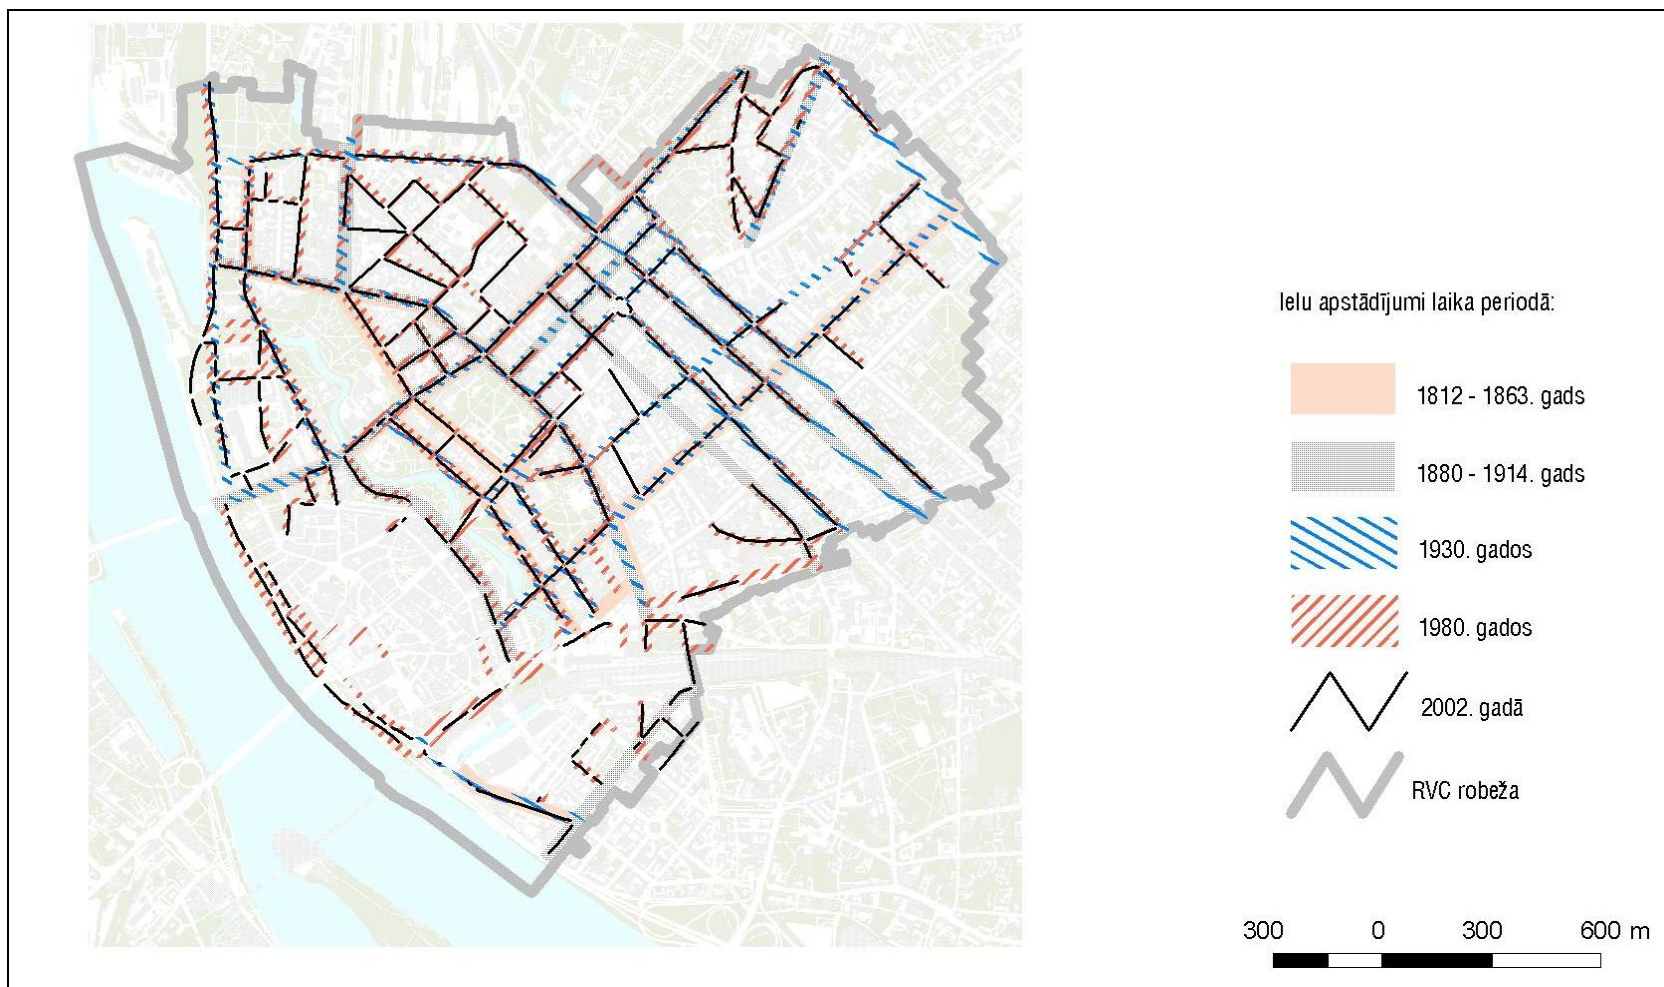 Ielu apstādījumi laika periodā:
1812 - 1863. gads
1880 - 1914. gads
1930. gados
1980. gados
2002. gadā
RVC robeža
300 0 300 600 m